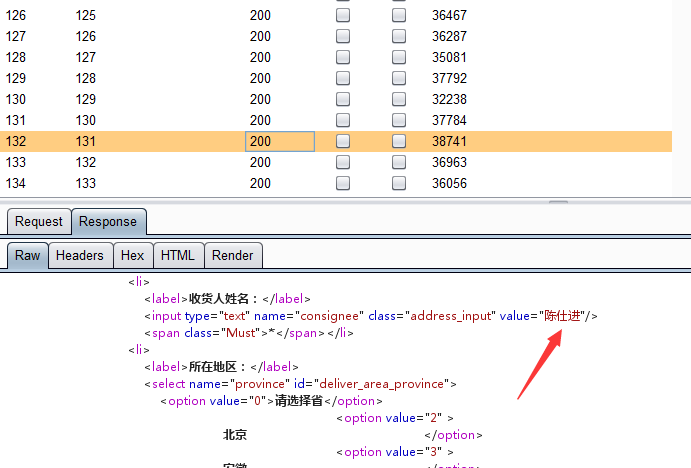 126 125 200 36467
127 126 200 36287
128 127 200 35081
129 128 200 37792
130 129 200 32238
131 130 200 37784
132 131 200 38741
133 132 200 36963
134 133 200 36056
Request Response
Raw Headers Hex HTML Render
<li>
<label>收货人姓名：</label>
<input type="text" name="consignee" class="address_input" value="陈仕进"/>
<span class="Must">*</span></li>
<li>
<label>所在地区：</label>
<select name="province" id="deliver_area_province">
<option value="0">请选择省</option>
<option value="2" >
北京 </option>
<option value="3" >
安徽 </option>